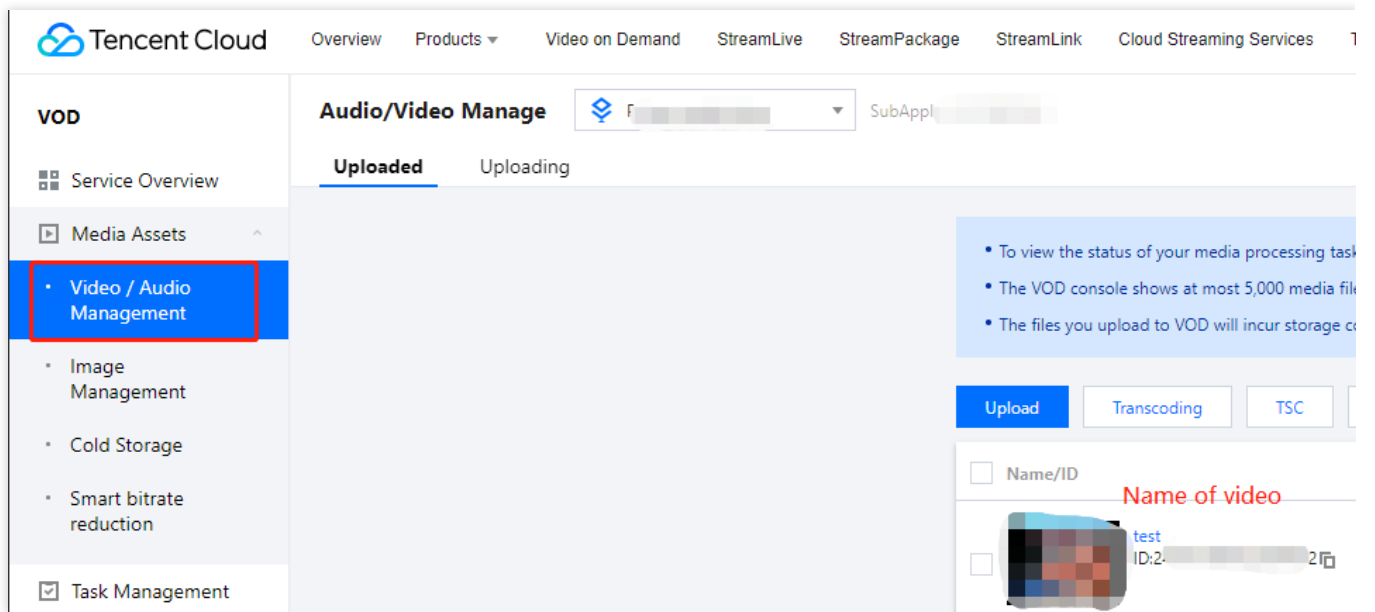 Tencent Cloud Overview Products Video on Demand StreamLive StreamPackage StreamLink Cloud Streaming Services
VOD
Audio/Video Manage
Uploaded Uploading
Service Overview
Media Assets
Video / Audio
Management
Image
Management
Cold Storage
Smart bitrate
reduction
Task Management
• To view the status of your media processing task
• The VOD console shows at most 5,000 media file
• The files you upload to VOD will incur storage
Upload Transcoding TSC
Name/ID
Name of video
test